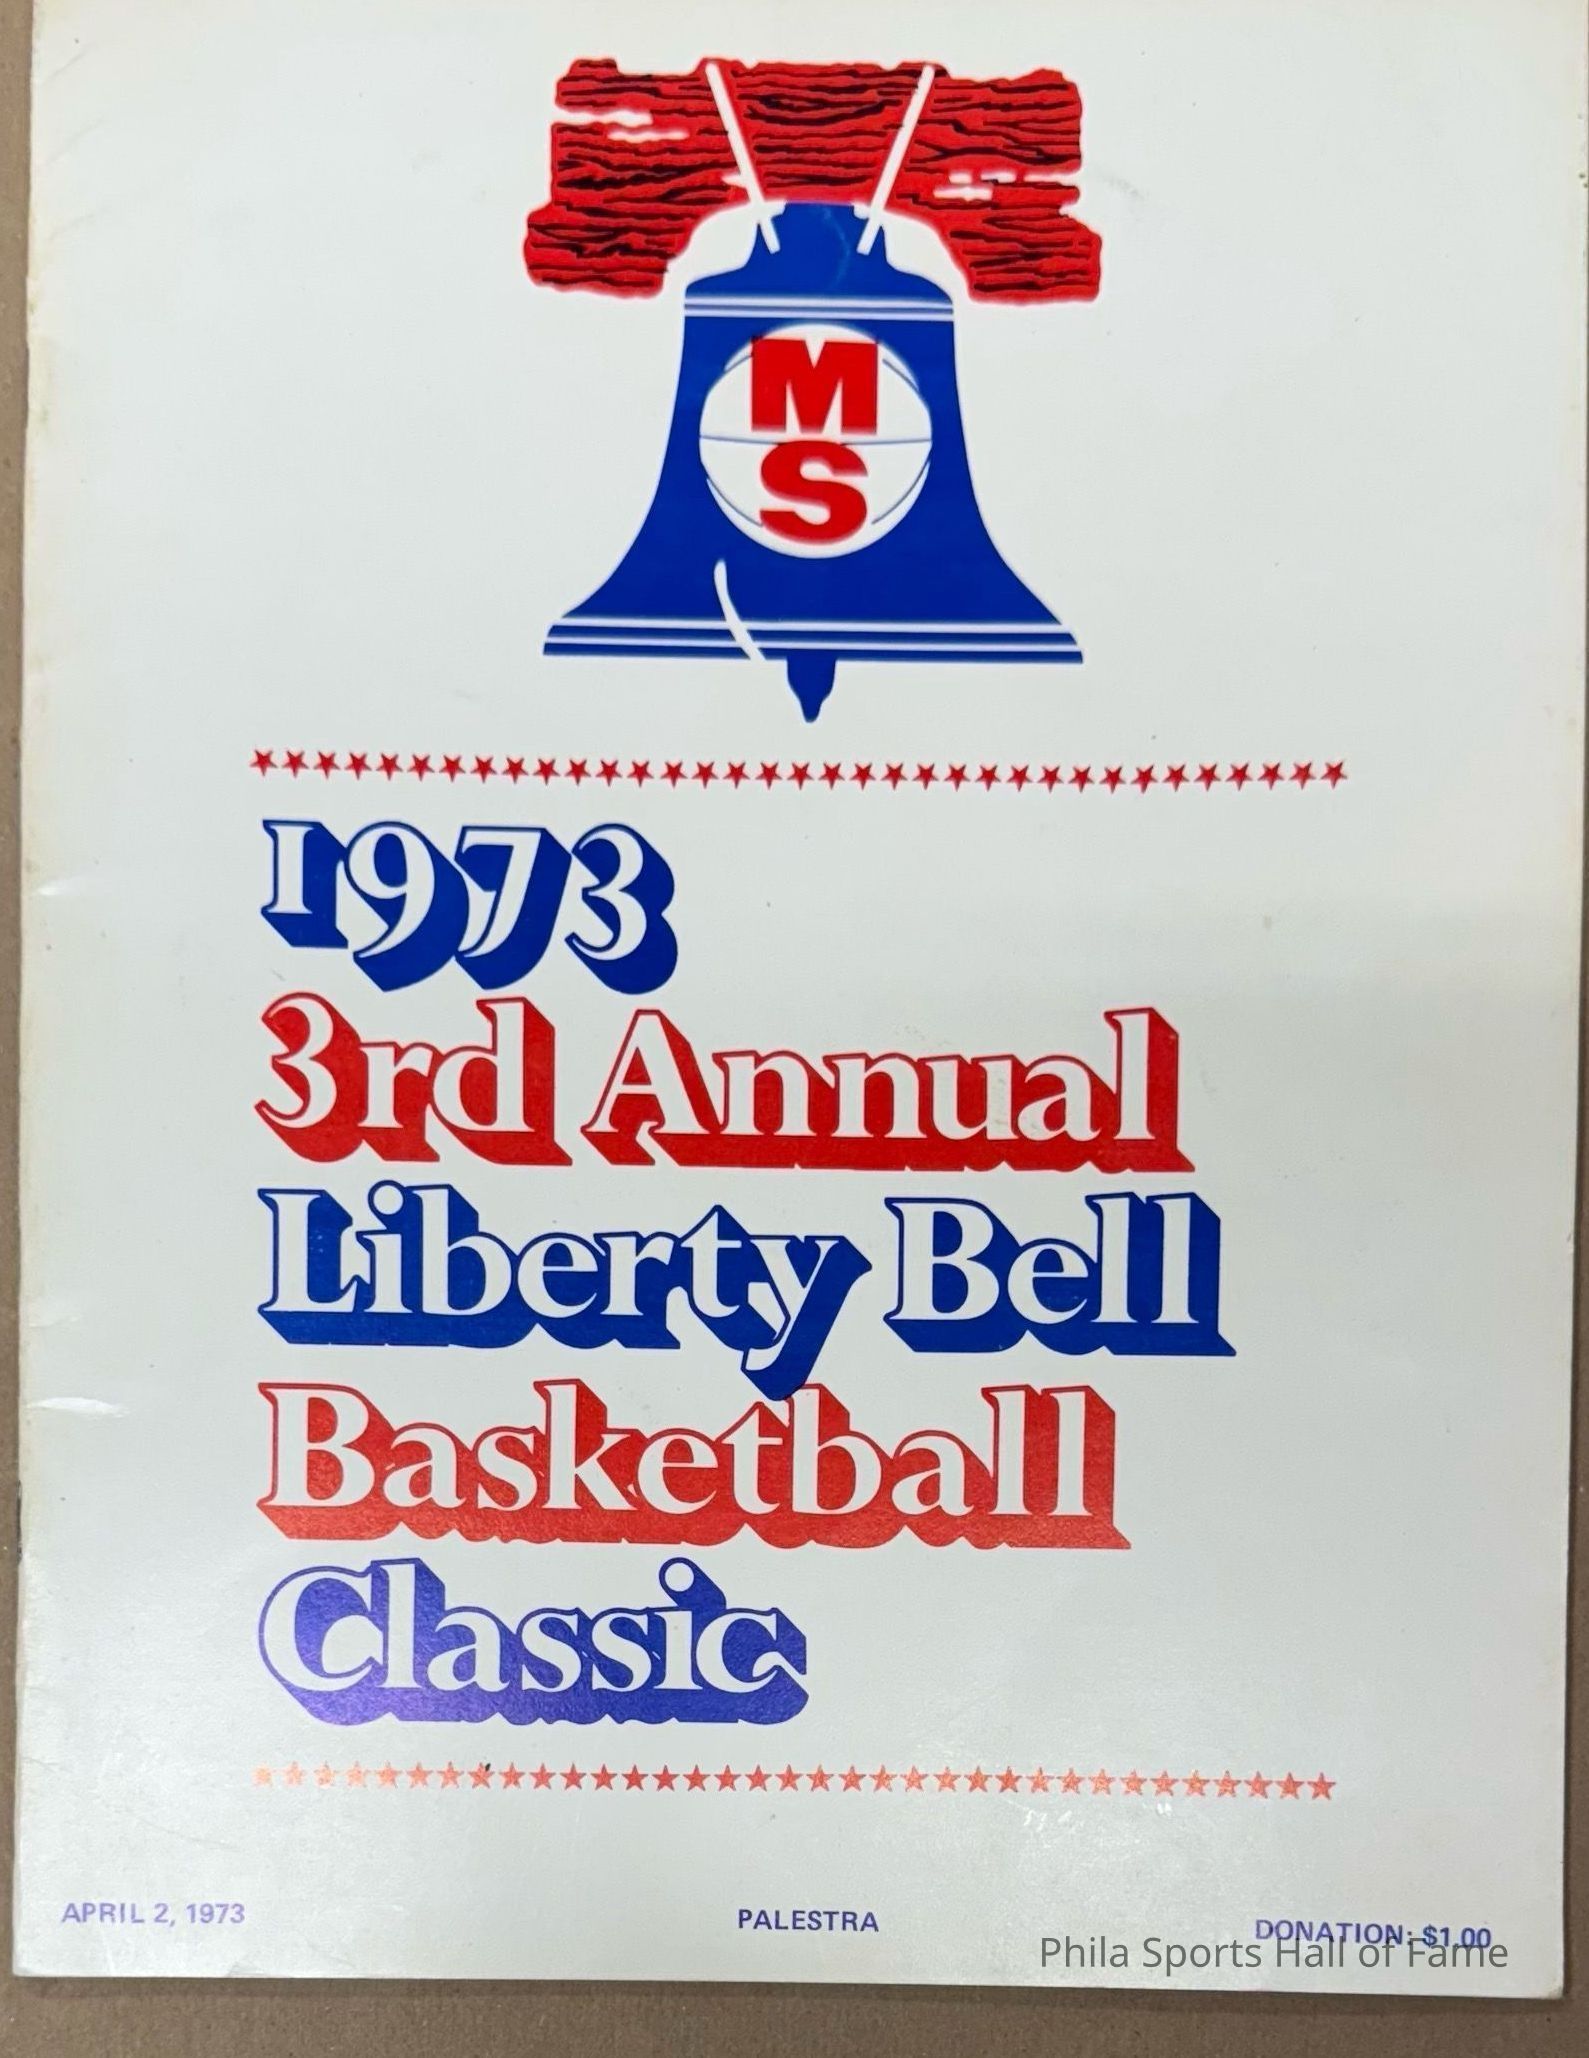 M
S
1973
3rd Annual
Liberty Bell
Basketball
Classic
APRIL 2, 1973
PALESTRA
DONATION: $1.00
Phila Sports Hall of Fame